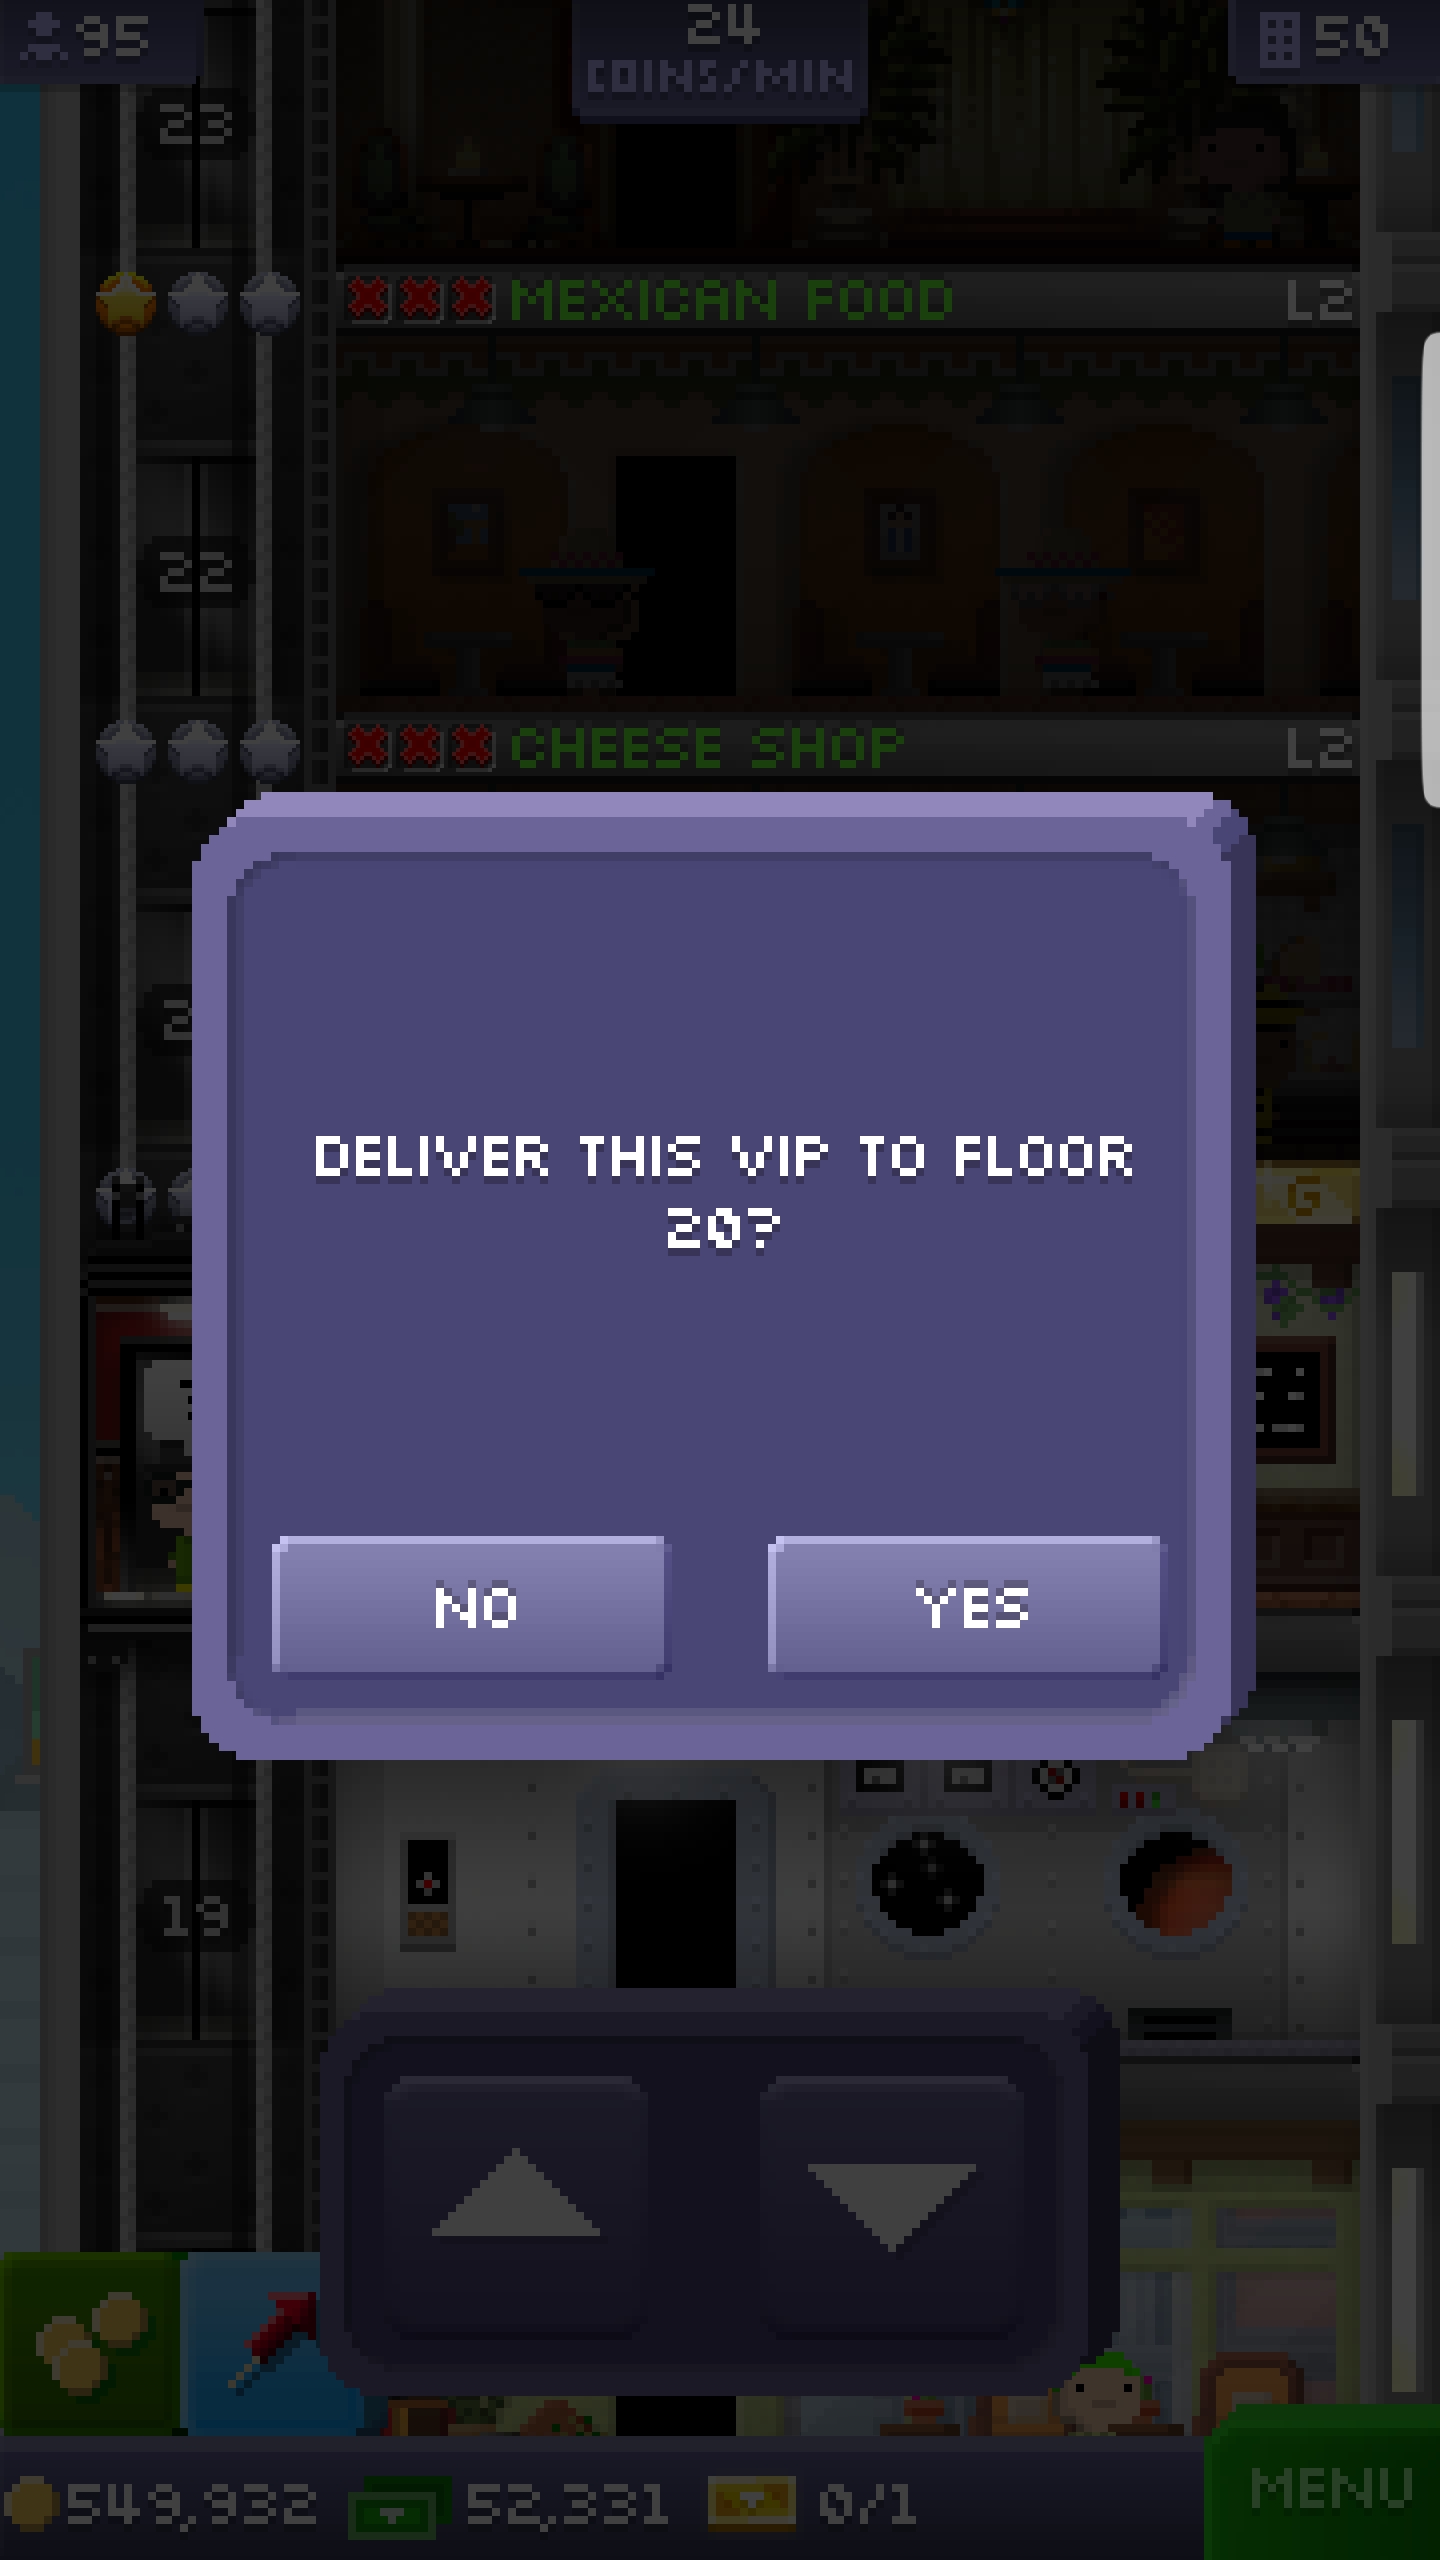 95
24
COINS/MIN
50
23
MEXICAN FOOD L2
22
CHEESE SHOP L2
DELIVER THIS VIP TO FLOOR
20?
NO YES
19
549,932 52,331 0/1
MENU